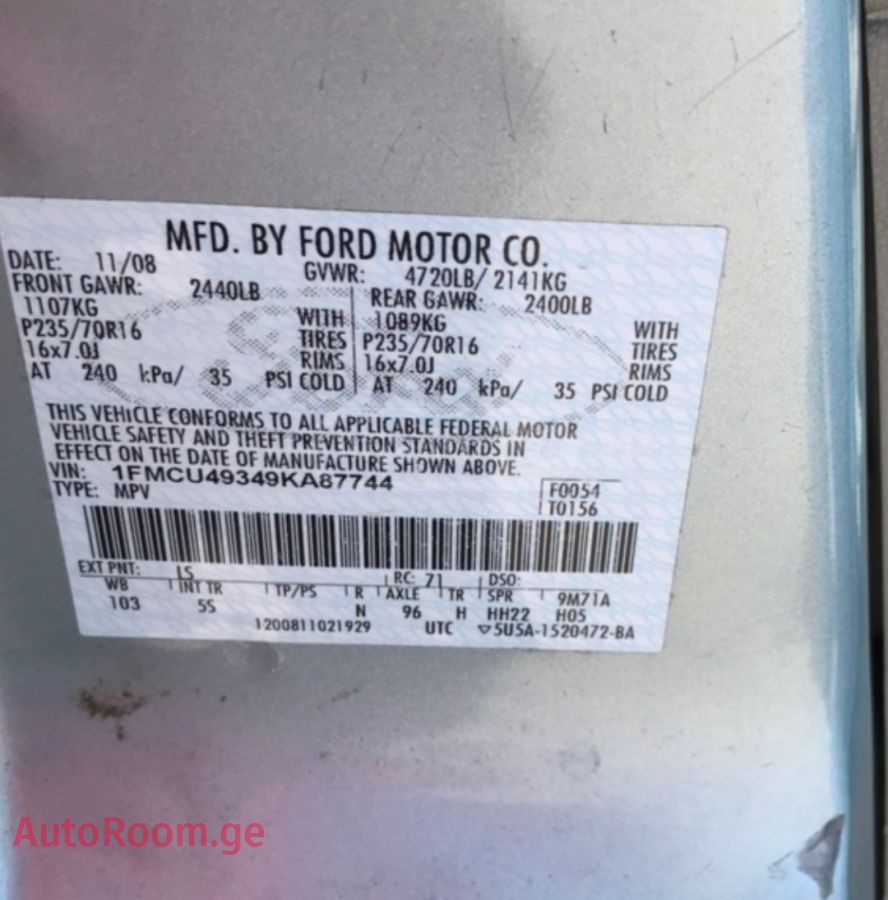 MFD. BY FORD MOTOR CO.
DATE: 11/08 GVWR: 4720LB/ 2141KG
FRONT GAWR: 2440LB REAR GAWR: 2400LB
1107KG WITH 1089KG WITH
P235/70R16 TIRES P235/70R16 TIRES
16x7.0J RIMS 16x7.0J RIMS
AT 240 kPa/ 35 PSI COLD AT 240 kPa/ 35 PSI COLD
THIS VEHICLE CONFORMS TO ALL APPLICABLE FEDERAL MOTOR
VEHICLE SAFETY AND THEFT PREVENTION STANDARDS IN
EFFECT ON THE DATE OF MANUFACTURE SHOWN ABOVE.
VIN: 1FMCU49349KA87744
TYPE: MPV F0054
T0156
EXT PNT: LS RC: 71 DSO:
WB INT TR TP/PS R AXLE TR SPR 9M71A
103 5S N 96 H HH22 H05
1200811021929 UTC ▽5U5A-1520472-BA
AutoRoom.ge